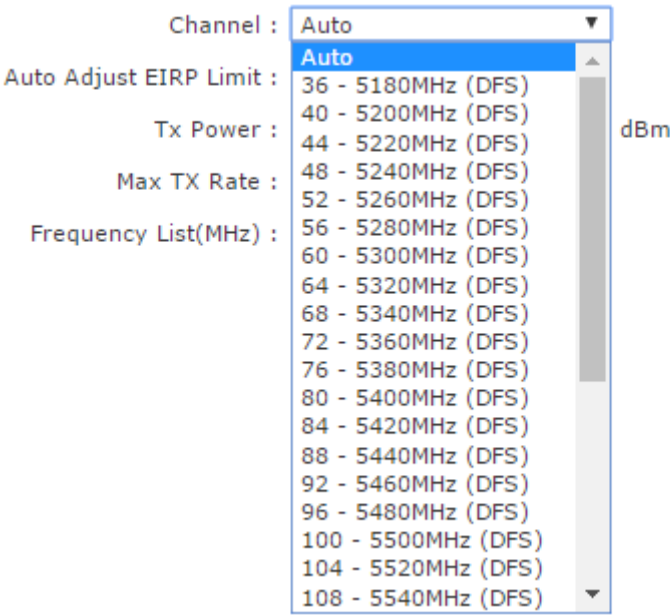 Channel : Auto ▼
Auto
Auto Adjust EIRP Limit :
36 - 5180MHz (DFS)
40 - 5200MHz (DFS)
Tx Power : dBm
44 - 5220MHz (DFS)
48 - 5240MHz (DFS)
Max TX Rate :
52 - 5260MHz (DFS)
56 - 5280MHz (DFS)
Frequency List(MHz) :
60 - 5300MHz (DFS)
64 - 5320MHz (DFS)
68 - 5340MHz (DFS)
72 - 5360MHz (DFS)
76 - 5380MHz (DFS)
80 - 5400MHz (DFS)
84 - 5420MHz (DFS)
88 - 5440MHz (DFS)
92 - 5460MHz (DFS)
96 - 5480MHz (DFS)
100 - 5500MHz (DFS)
104 - 5520MHz (DFS)
108 - 5540MHz (DFS)